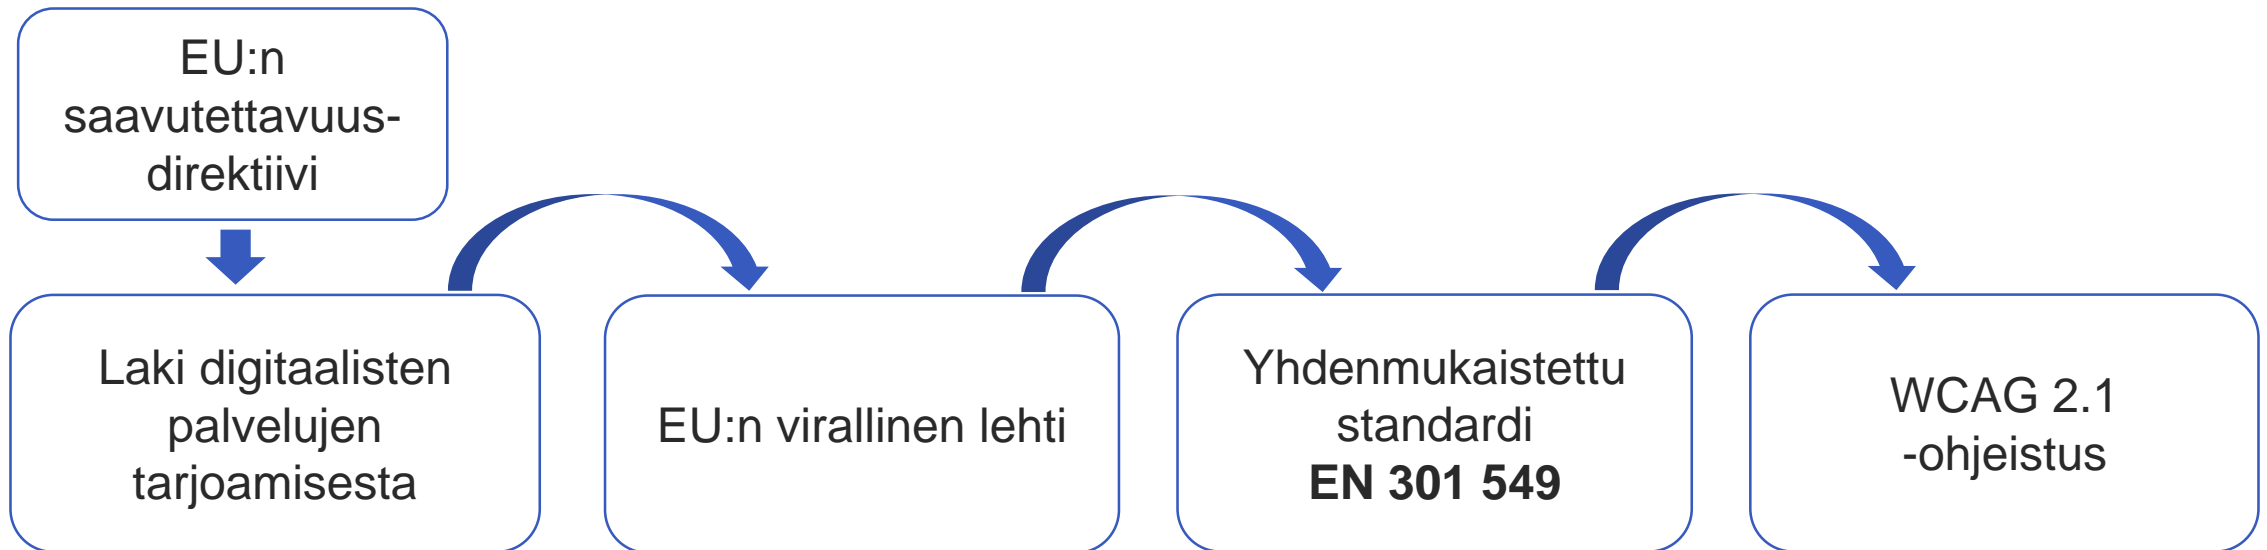 EU:n
saavutettavuus-
direktiivi
Laki digitaalisten
palvelujen
tarjoamisesta
EU:n virallinen lehti
Yhdenmukaistettu
standardi
EN 301 549
WCAG 2.1
-ohjeistus